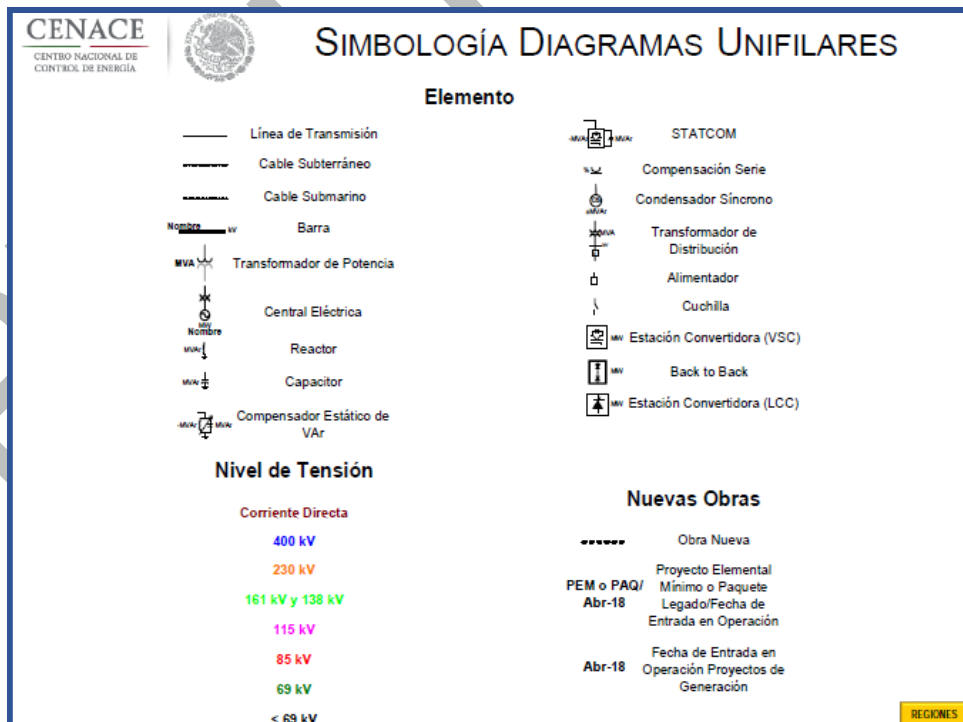 CENACE
CENTRO NACIONAL DE
CONTROL DE ENERGÍA
SIMBOLOGÍA DIAGRAMAS UNIFILARES
Elemento
Línea de Transmisión
Cable Subterráneo
Cable Submarino
Nombre kV Barra
MVA Transformador de Potencia
Central Eléctrica
MW
Nombre
MVAr Reactor
MVAr Capacitor
-MVAr MVAr Compensador Estático de
VAr
-MVAr MVAr STATCOM
% Compensación Serie
Condensador Síncrono
±MVAr
MVA Transformador de
kV Distribución
Alimentador
Cuchilla
MW Estación Convertidora (VSC)
MW Back to Back
MW Estación Convertidora (LCC)
Nivel de Tensión
Corriente Directa
400 kV
230 kV
161 kV y 138 kV
115 kV
85 kV
69 kV
< 69 kV
Nuevas Obras
Obra Nueva
PEM o PAQ/
Abr-18
Proyecto Elemental
Mínimo o Paquete
Legado/Fecha de
Entrada en Operación
Abr-18
Fecha de Entrada en
Operación Proyectos de
Generación
REGIONES